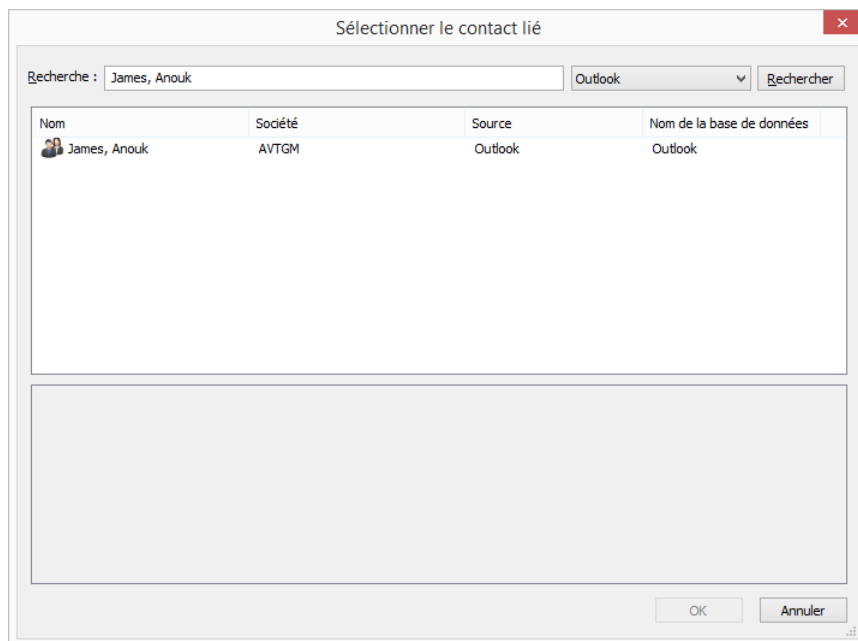 Sélectionner le contact lié
Recherche : James, Anouk Outlook Rechercher
Nom Société Source Nom de la base de données
James, Anouk AVTGM Outlook Outlook
OK Annuler